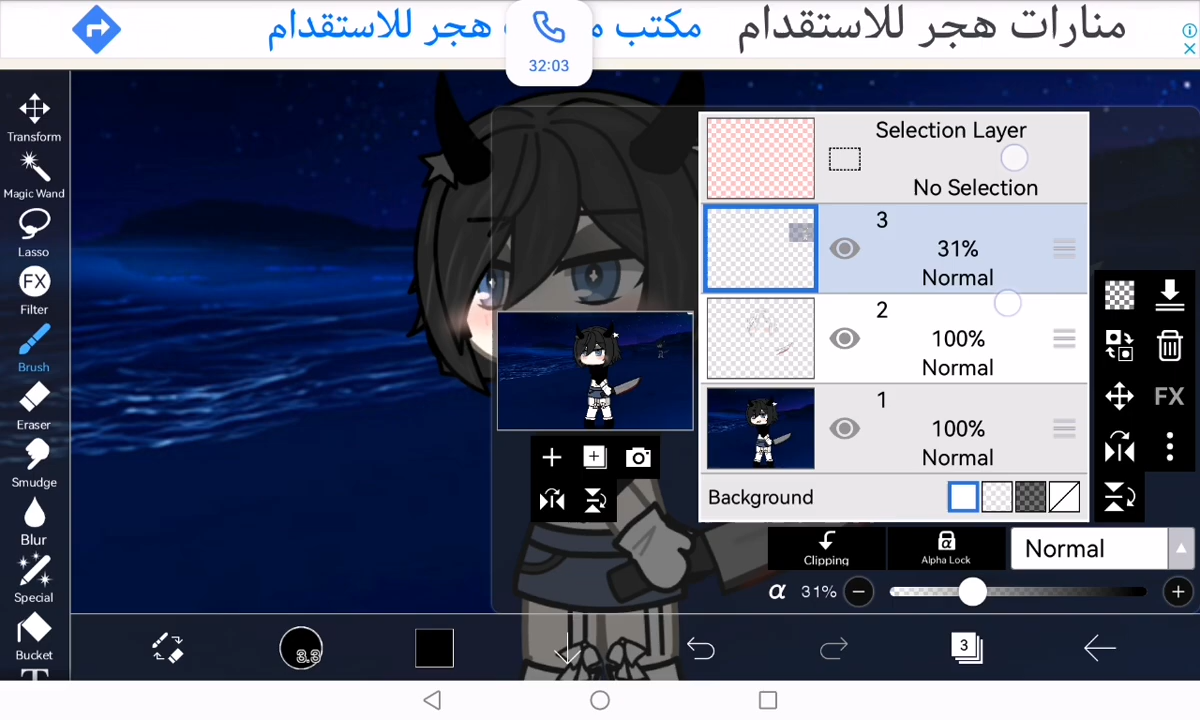 منارات هجر للاستقدام
هجر للاستقدام
مكتب
32:03
Transform
Magic Wand
Lasso
FX
Filter
Brush
Eraser
Smudge
Blur
Special
Bucket
Selection Layer
No Selection
3
31%
Normal
2
100%
Normal
1
100%
Normal
Background
FX
Clipping
α
Alpha Lock
Normal
α 31%
3.3
3